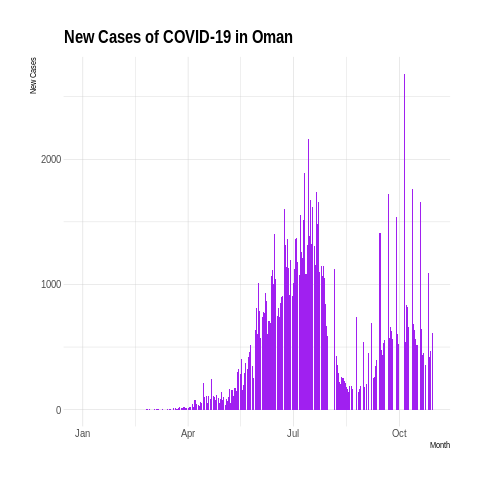 New Cases of COVID-19 in Oman
New Cases
2000
1000
0
Jan Apr Jul Oct
Month